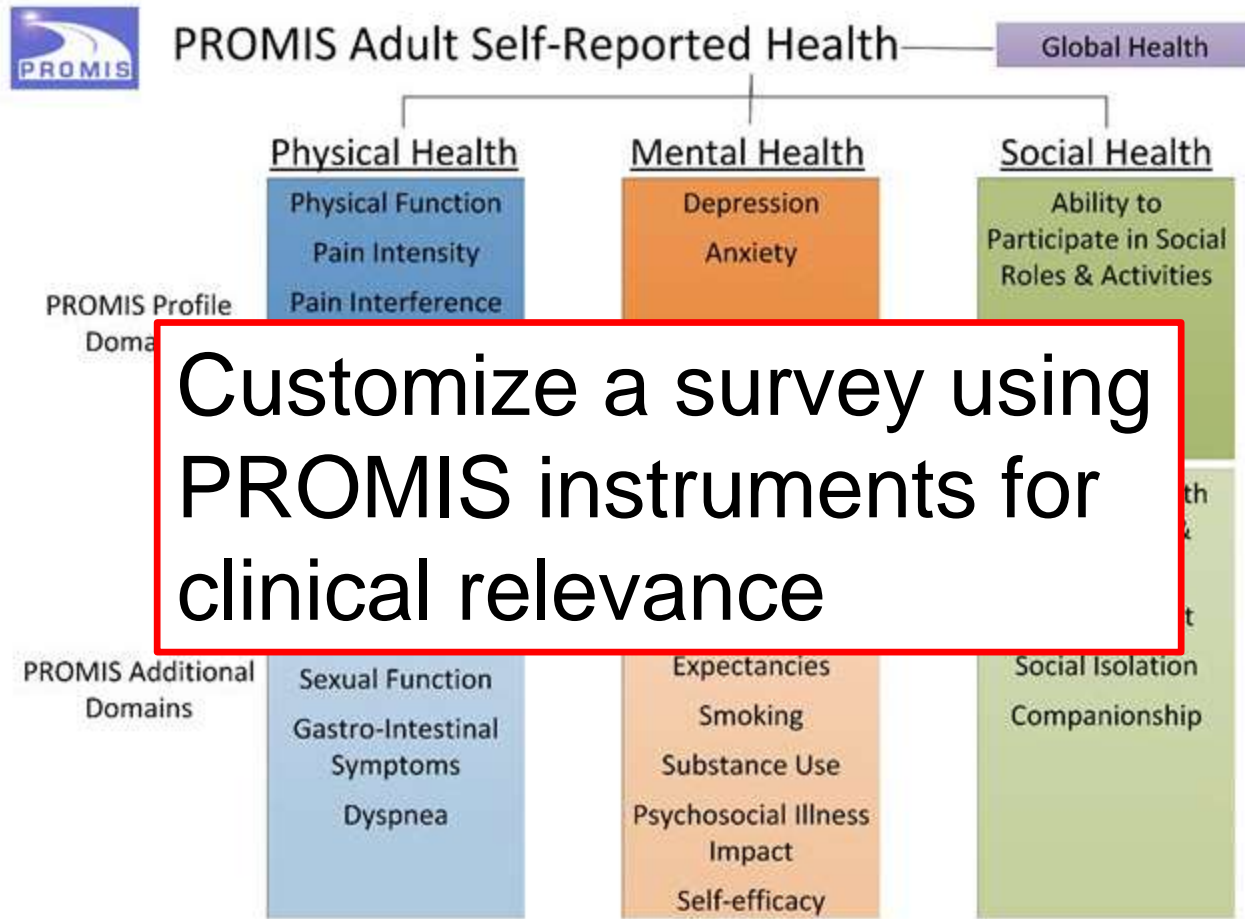 PROMIS
PROMIS Adult Self-Reported Health
Global Health
Physical Health
Mental Health
Social Health
PROMIS Profile
Physical Function
Pain Intensity
Pain Interference
Depression
Anxiety
Ability to
Participate in Social
Roles & Activities
Customize a survey using
PROMIS instruments for
clinical relevance
PROMIS Additional
Domains
Sexual Function
Gastro-Intestinal
Symptoms
Dyspnea
Expectancies
Smoking
Substance Use
Psychosocial Illness
Impact
Self-efficacy
Social Isolation
Companionship